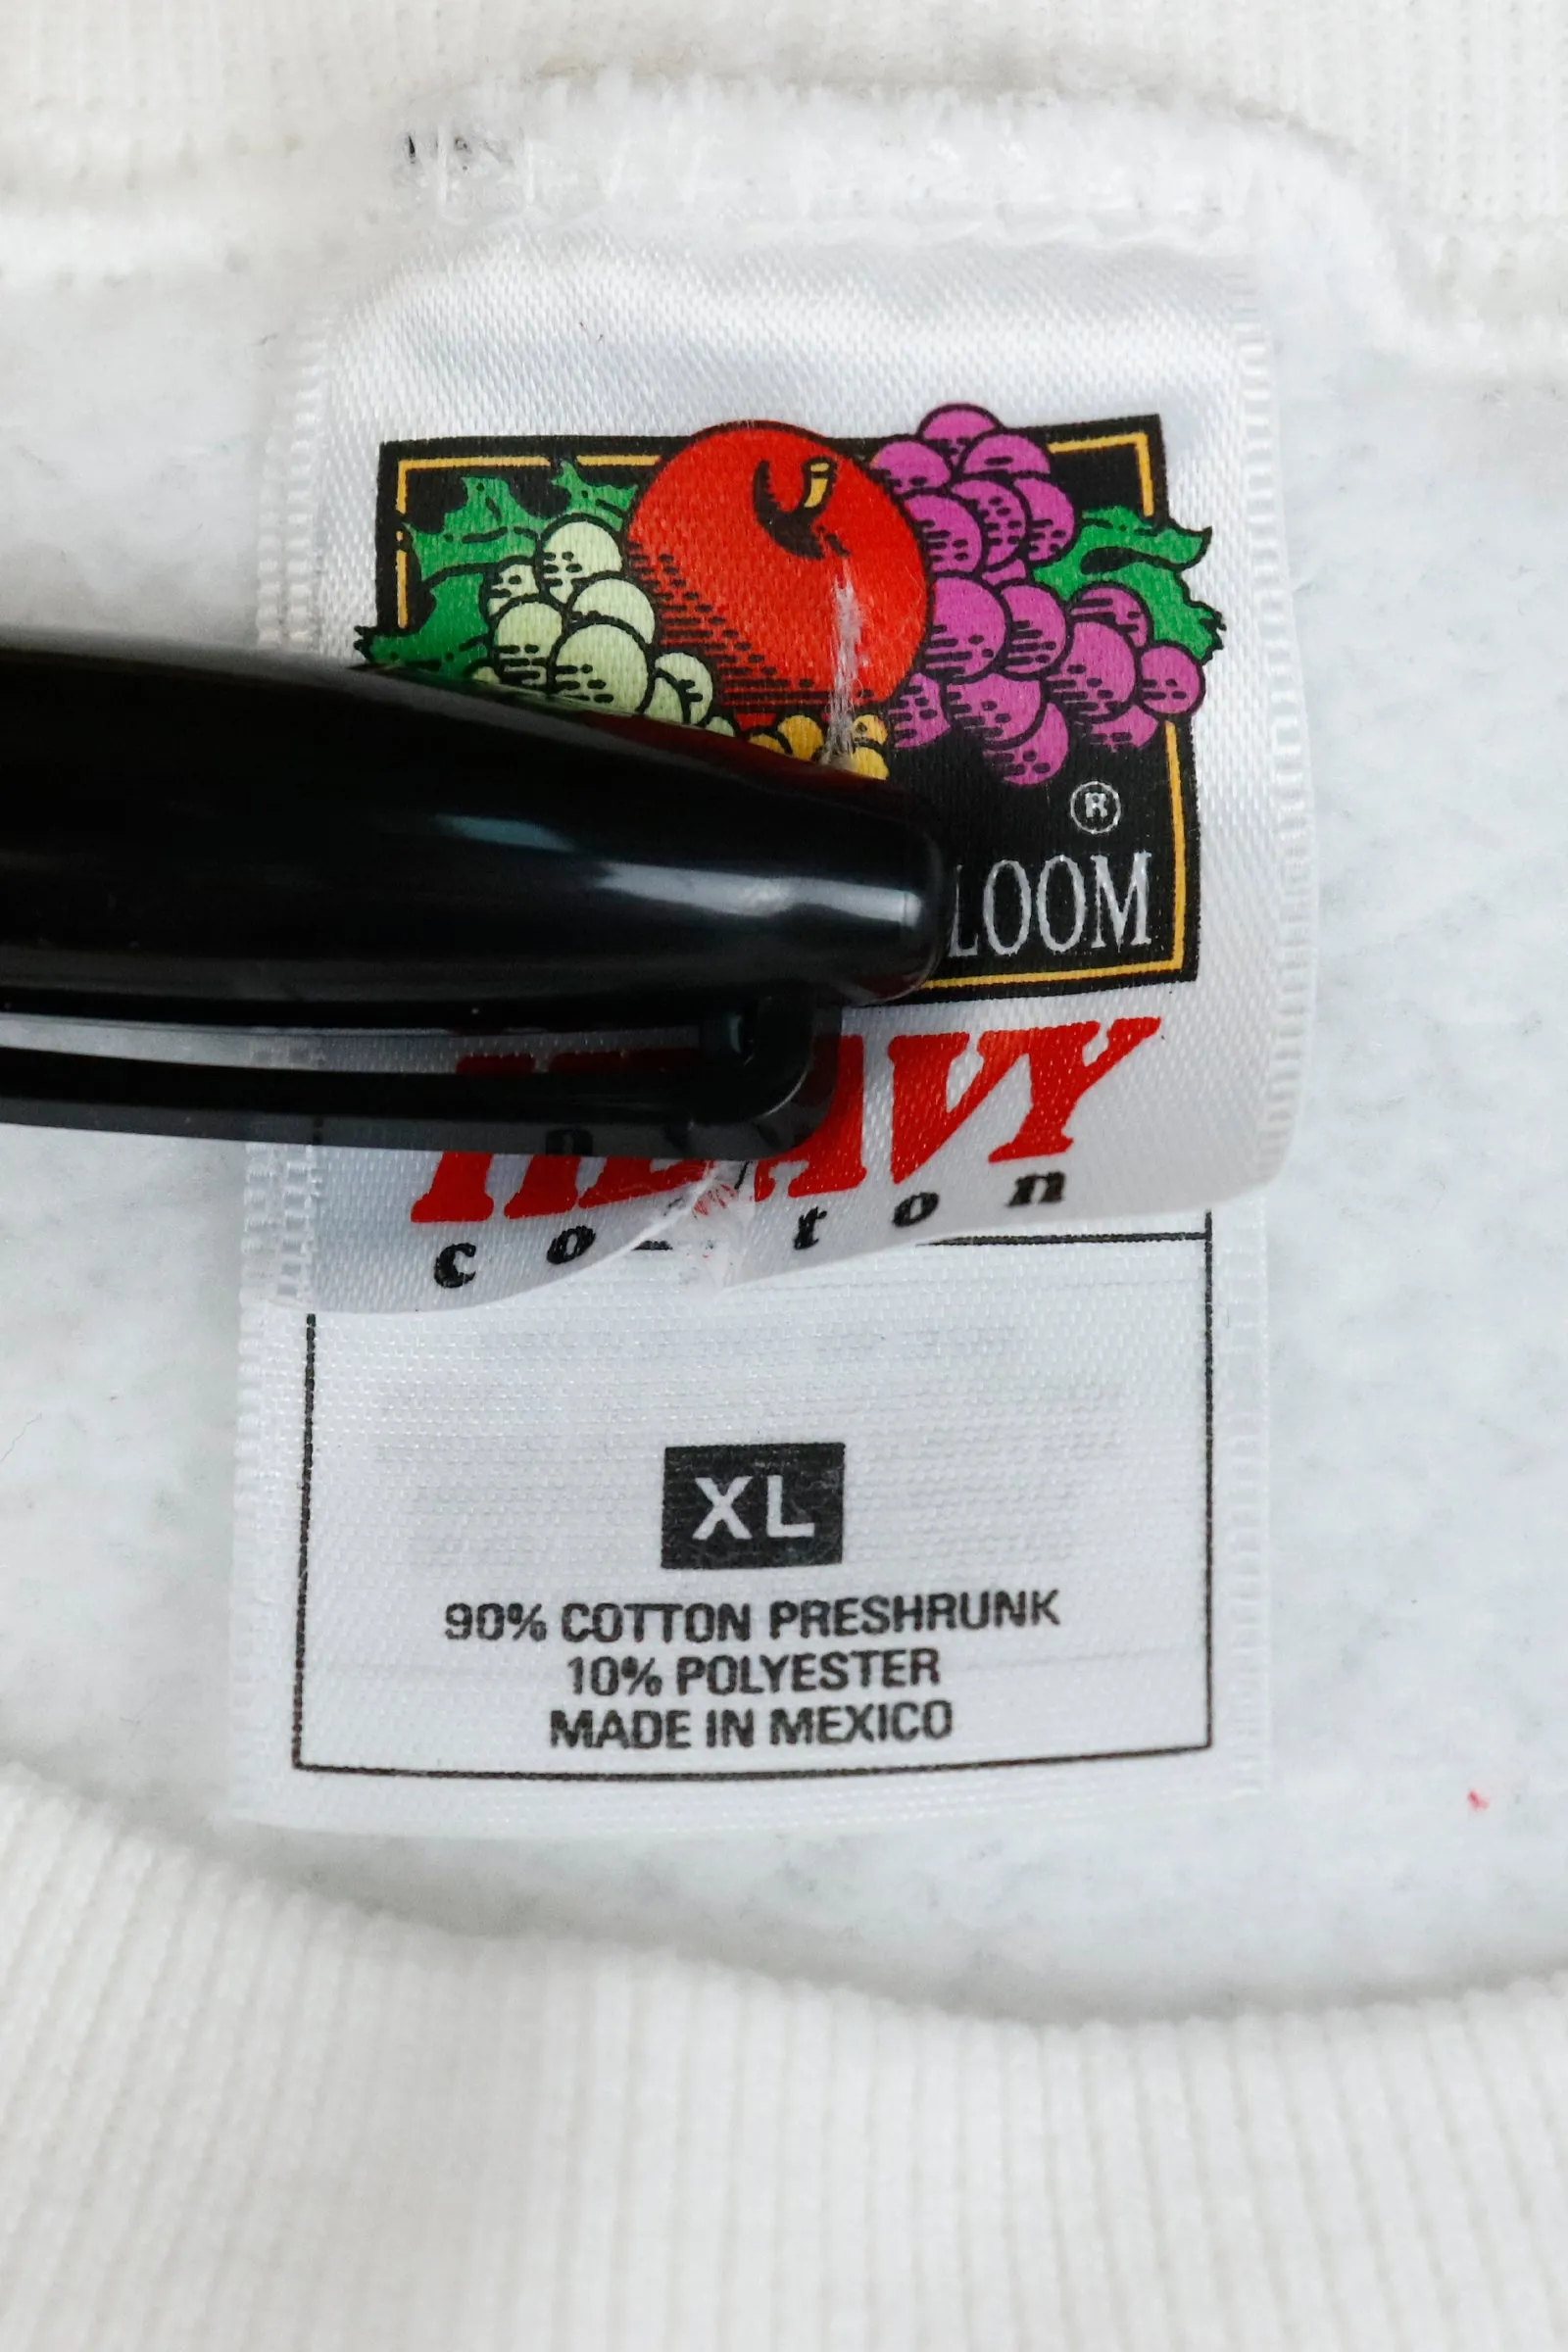 ®
LOOM
HEAVY
cotton
XL
90% COTTON PRESHRUNK
10% POLYESTER
MADE IN MEXICO